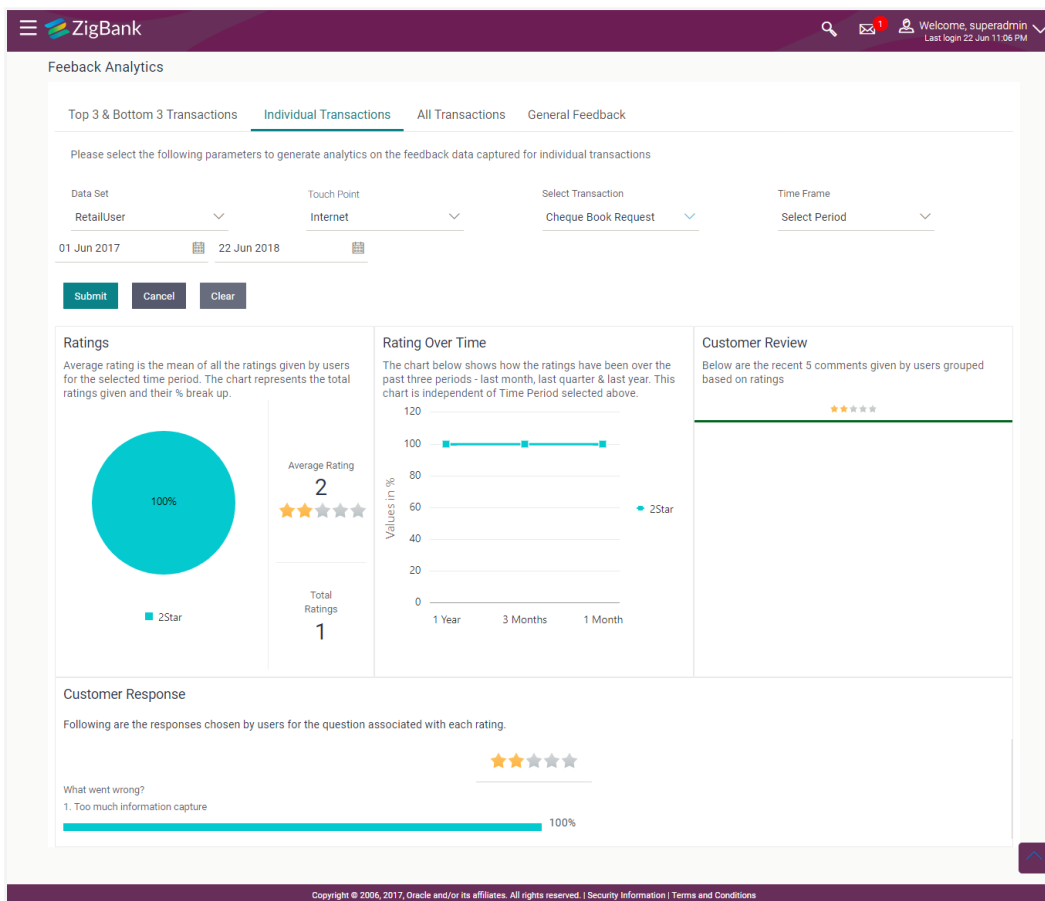 ZigBank
1
Welcome, superadmin
Last login 22 Jun 11:06 PM
Feeback Analytics
Top 3 & Bottom 3 Transactions Individual Transactions All Transactions General Feedback
Please select the following parameters to generate analytics on the feedback data captured for individual transactions
Data Set Touch Point Select Transaction Time Frame
RetailUser Internet Cheque Book Request Select Period
01 Jun 2017 22 Jun 2018
Submit Cancel Clear
Ratings
Average rating is the mean of all the ratings given by users
for the selected time period. The chart represents the total
ratings given and their % break up.
100%
2Star
Average Rating
2
Total
Ratings
1
Rating Over Time
The chart below shows how the ratings have been over the
past three periods - last month, last quarter & last year. This
chart is independent of Time Period selected above.
120
100
80
60
40
20
0
Values in %
1 Year 3 Months 1 Month
2Star
Customer Review
Below are the recent 5 comments given by users grouped
based on ratings
Customer Response
Following are the responses chosen by users for the question associated with each rating.
What went wrong?
1. Too much information capture
100%
Copyright © 2006, 2017, Oracle and/or its affiliates. All rights reserved. | Security Information | Terms and Conditions